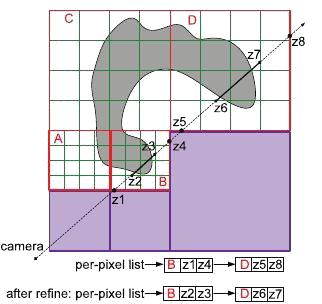 C
D
z7
z8
z6
A
z5
z3
z4
z2
B
z1
camera
per-pixel list B z1 z4 D z5 z8
after refine: per-pixel list B z2 z3 D z6 z7